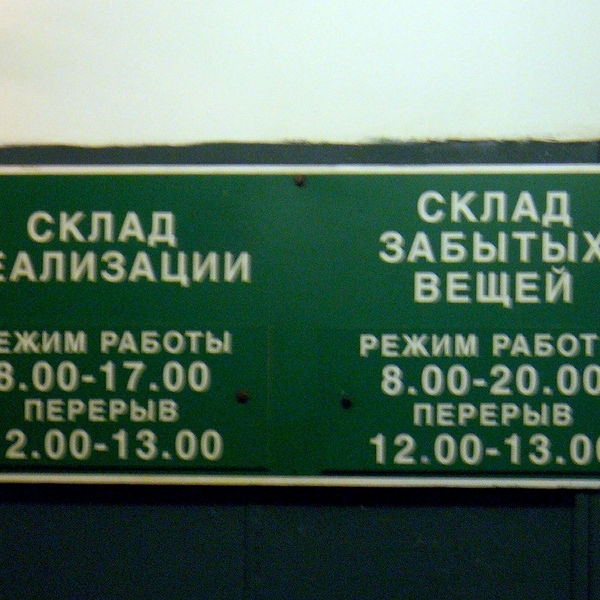 СКЛАД
ЕАЛИЗАЦИИ
ЕЖИМ РАБОТЫ
8.00-17.00
ПЕРЕРЫВ
2.00-13.00
СКЛАД
ЗАБЫТЫХ
ВЕЩЕЙ
РЕЖИМ РАБОТ
8.00-20.00
ПЕРЕРЫВ
12.00-13.00